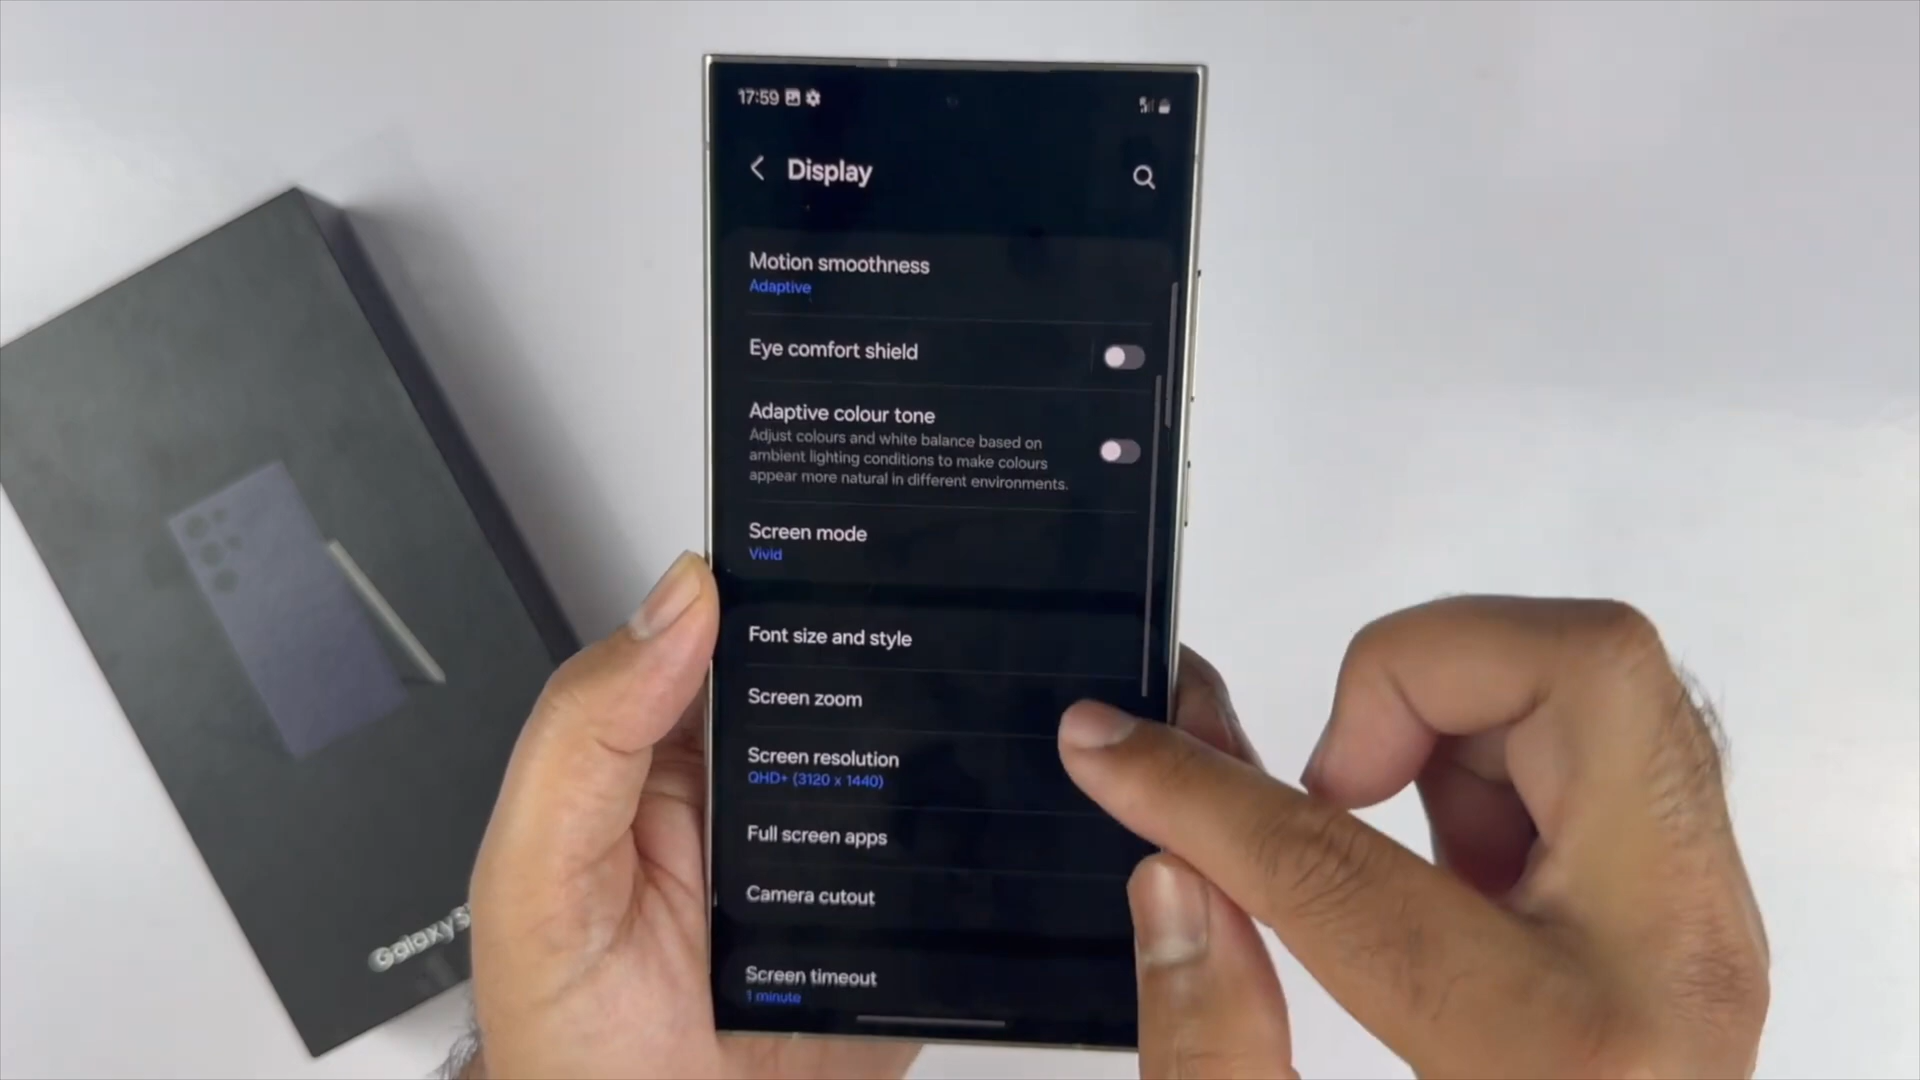 17:59
Display
Motion smoothness
Adaptive
Eye comfort shield
Adaptive colour tone
Adjust colours and white balance based on
ambient lighting conditions to make colours
appear more natural in different environments.
Screen mode
Vivid
Font size and style
Screen zoom
Screen resolution
QHD+ (3120 x 1440)
Full screen apps
Camera cutout
Screen timeout
1 minute
Galaxy S